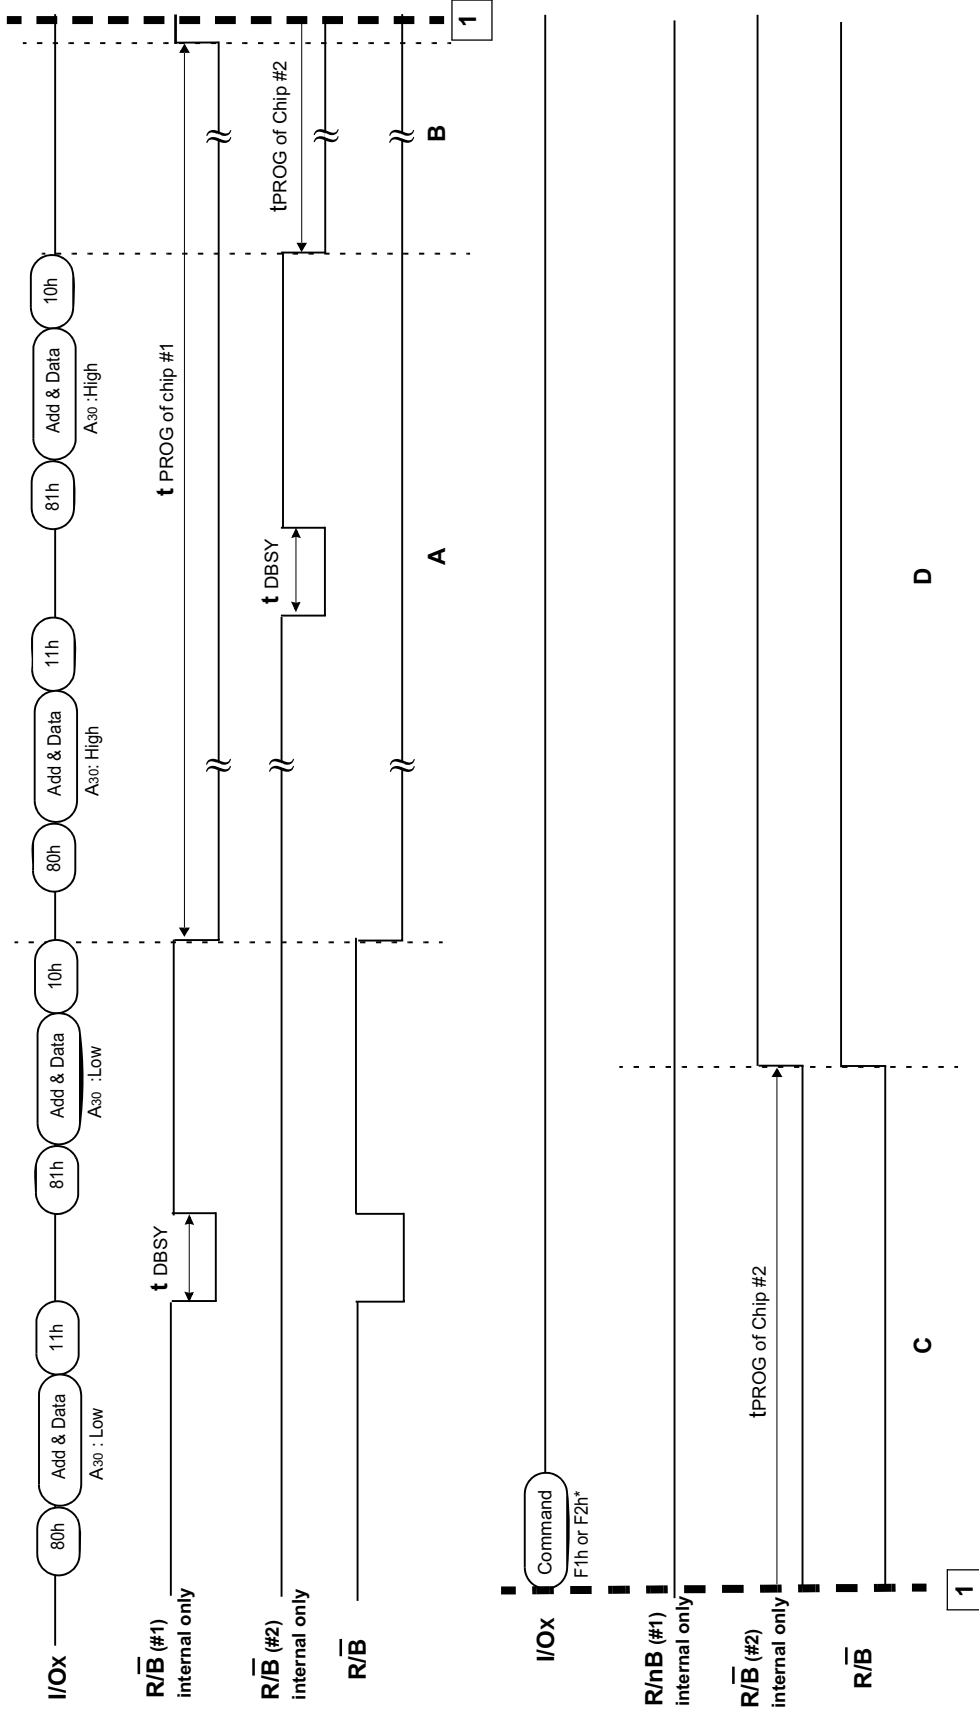 I/Ox
80h
Add & Data
11h
81h
Add & Data
10h
80h
Add & Data
11h
81h
Add & Data
10h
A30 : Low
A30 :Low
A30: High
A30 :High
R/B (#1)
internal only
t DBSY
t PROG of chip #1
R/B (#2)
internal only
t DBSY
tPROG of Chip #2
R/B
A
B
1
I/Ox
Command
F1h or F2h*
R/nB (#1)
internal only
R/B (#2)
internal only
tPROG of Chip #2
R/B
C
D
1